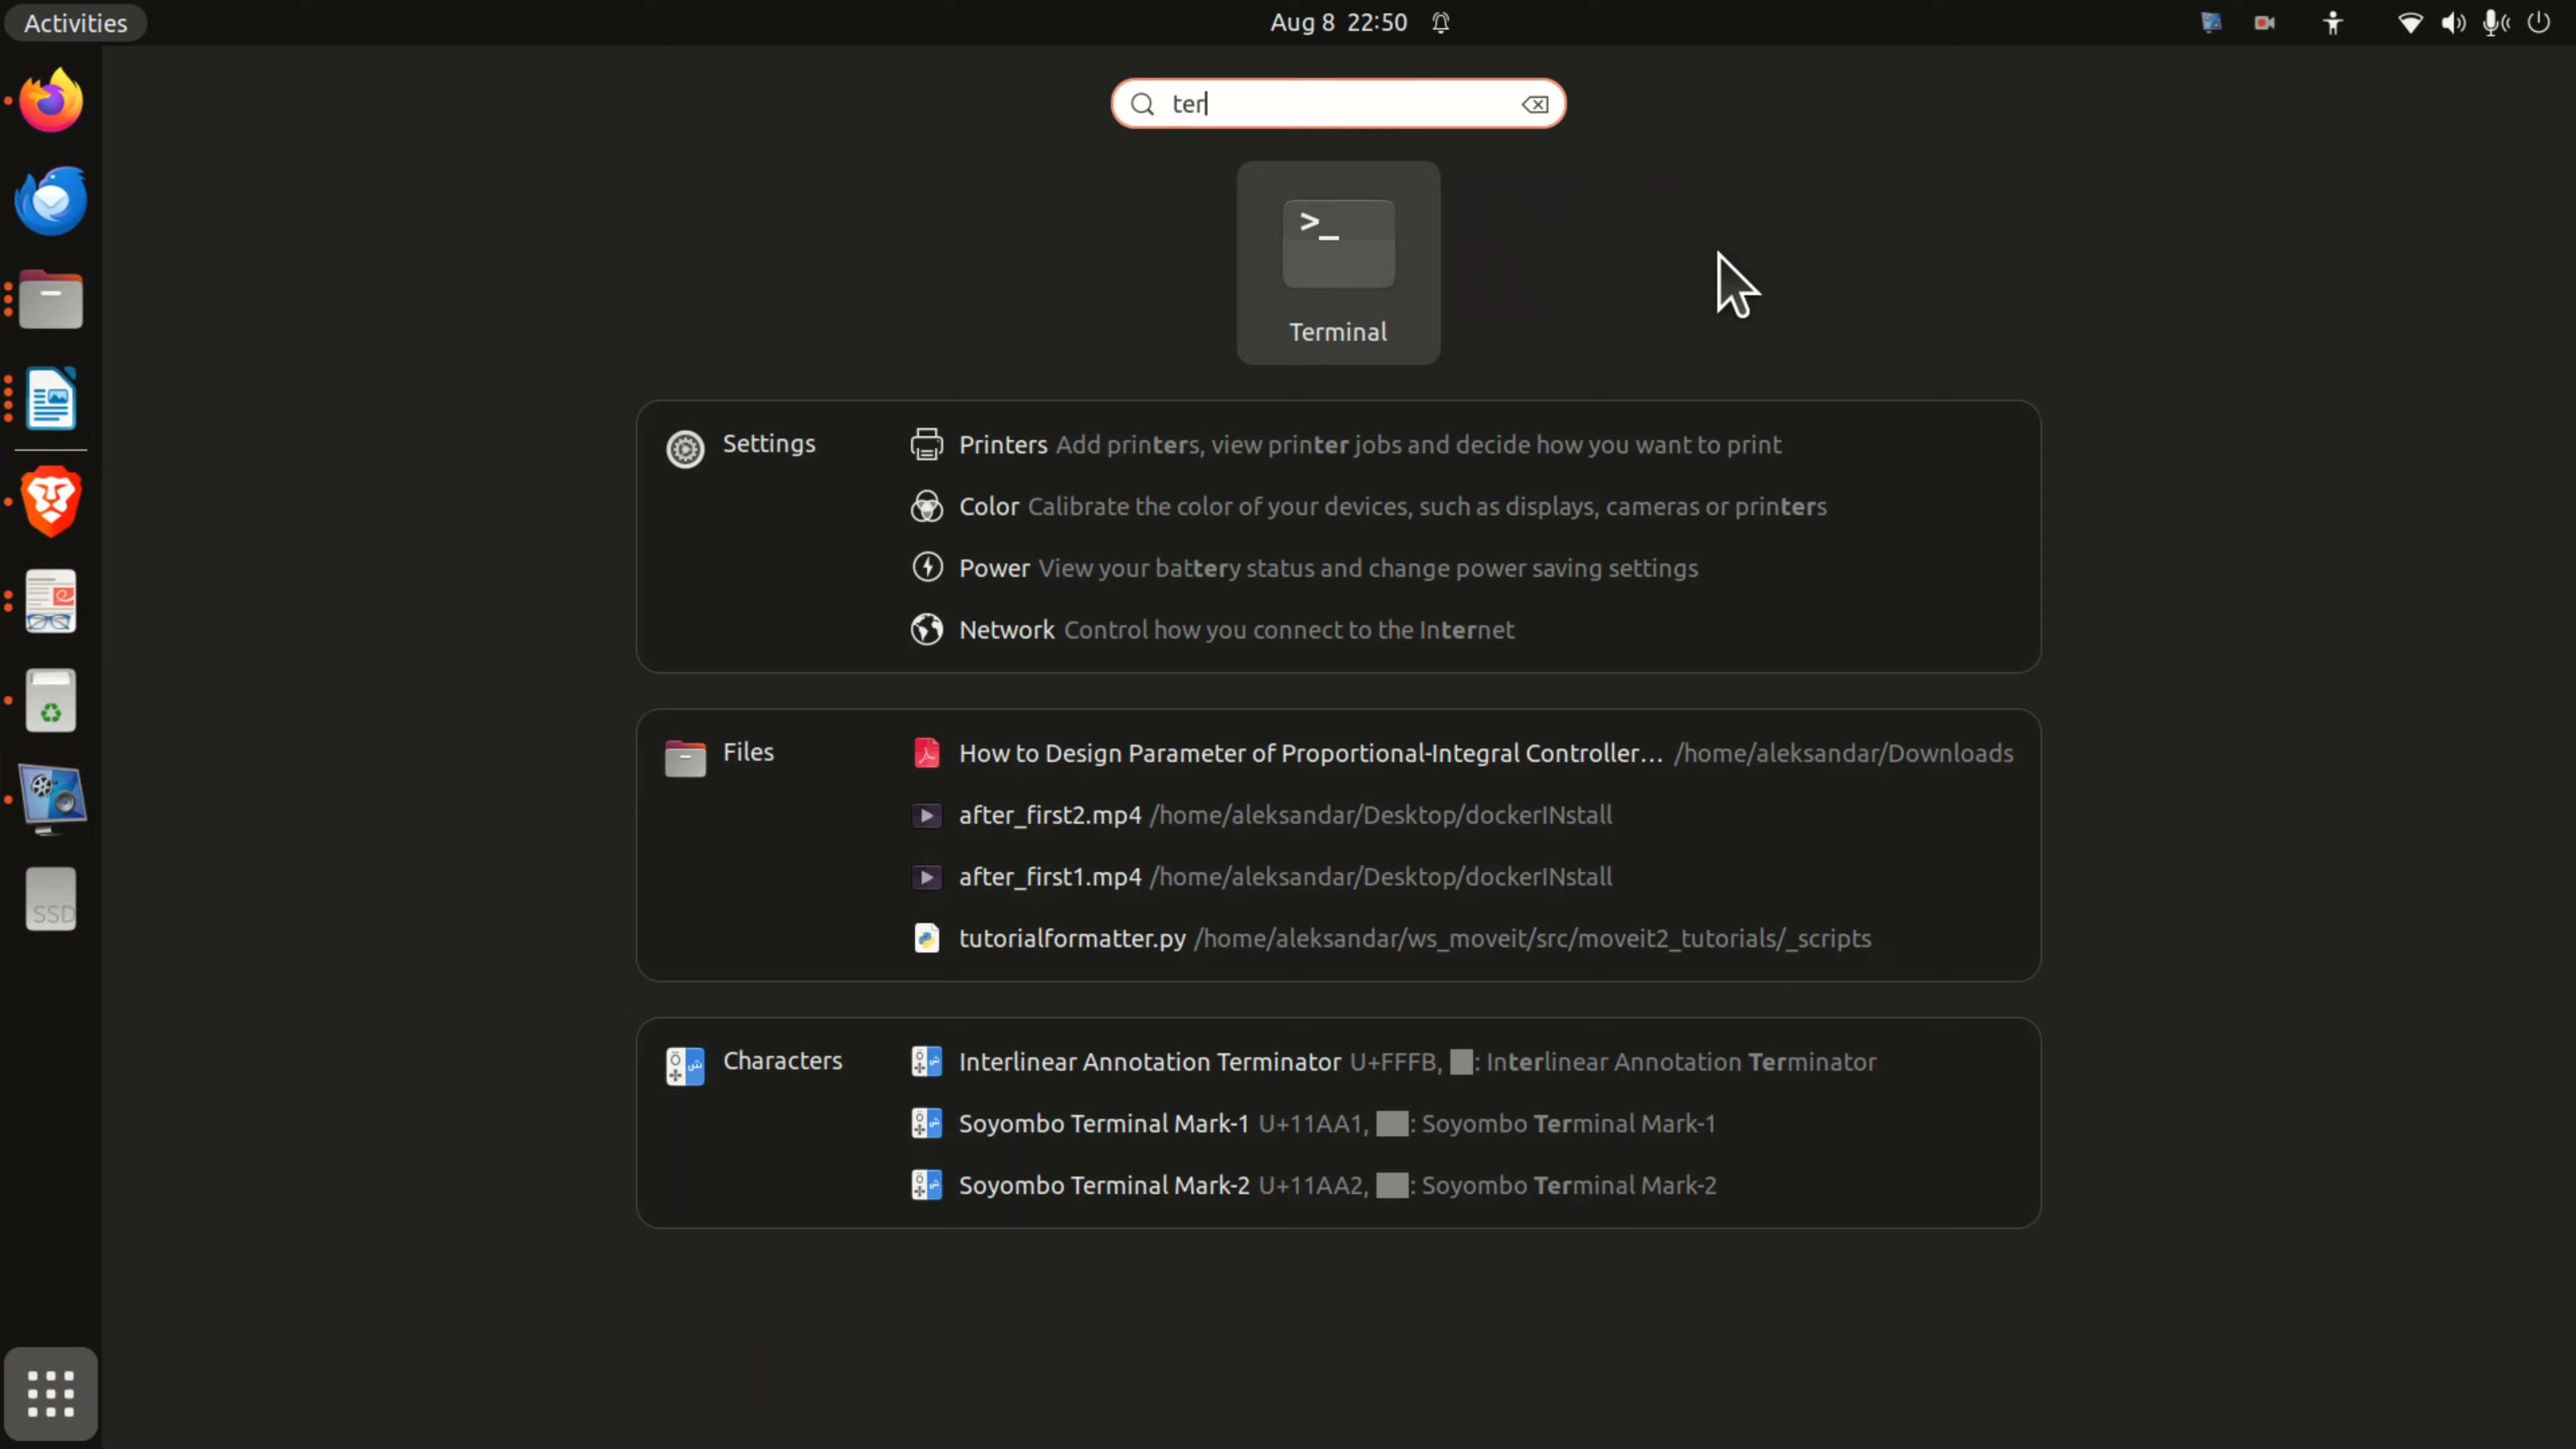 Activities
Aug 8 22:50
ter
>_
Terminal
Settings
Printers Add printers, view printer jobs and decide how you want to print
Color Calibrate the color of your devices, such as displays, cameras or printers
Power View your battery status and change power saving settings
Network Control how you connect to the Internet
Files
How to Design Parameter of Proportional-Integral Controller… /home/aleksandar/Downloads
after_first2.mp4 /home/aleksandar/Desktop/dockerINstall
after_first1.mp4 /home/aleksandar/Desktop/dockerINstall
tutorialformatter.py /home/aleksandar/ws_moveit/src/moveit2_tutorials/_scripts
Characters
Interlinear Annotation Terminator U+FFFB, : Interlinear Annotation Terminator
Soyombo Terminal Mark-1 U+11AA1, : Soyombo Terminal Mark-1
Soyombo Terminal Mark-2 U+11AA2, : Soyombo Terminal Mark-2
SSD